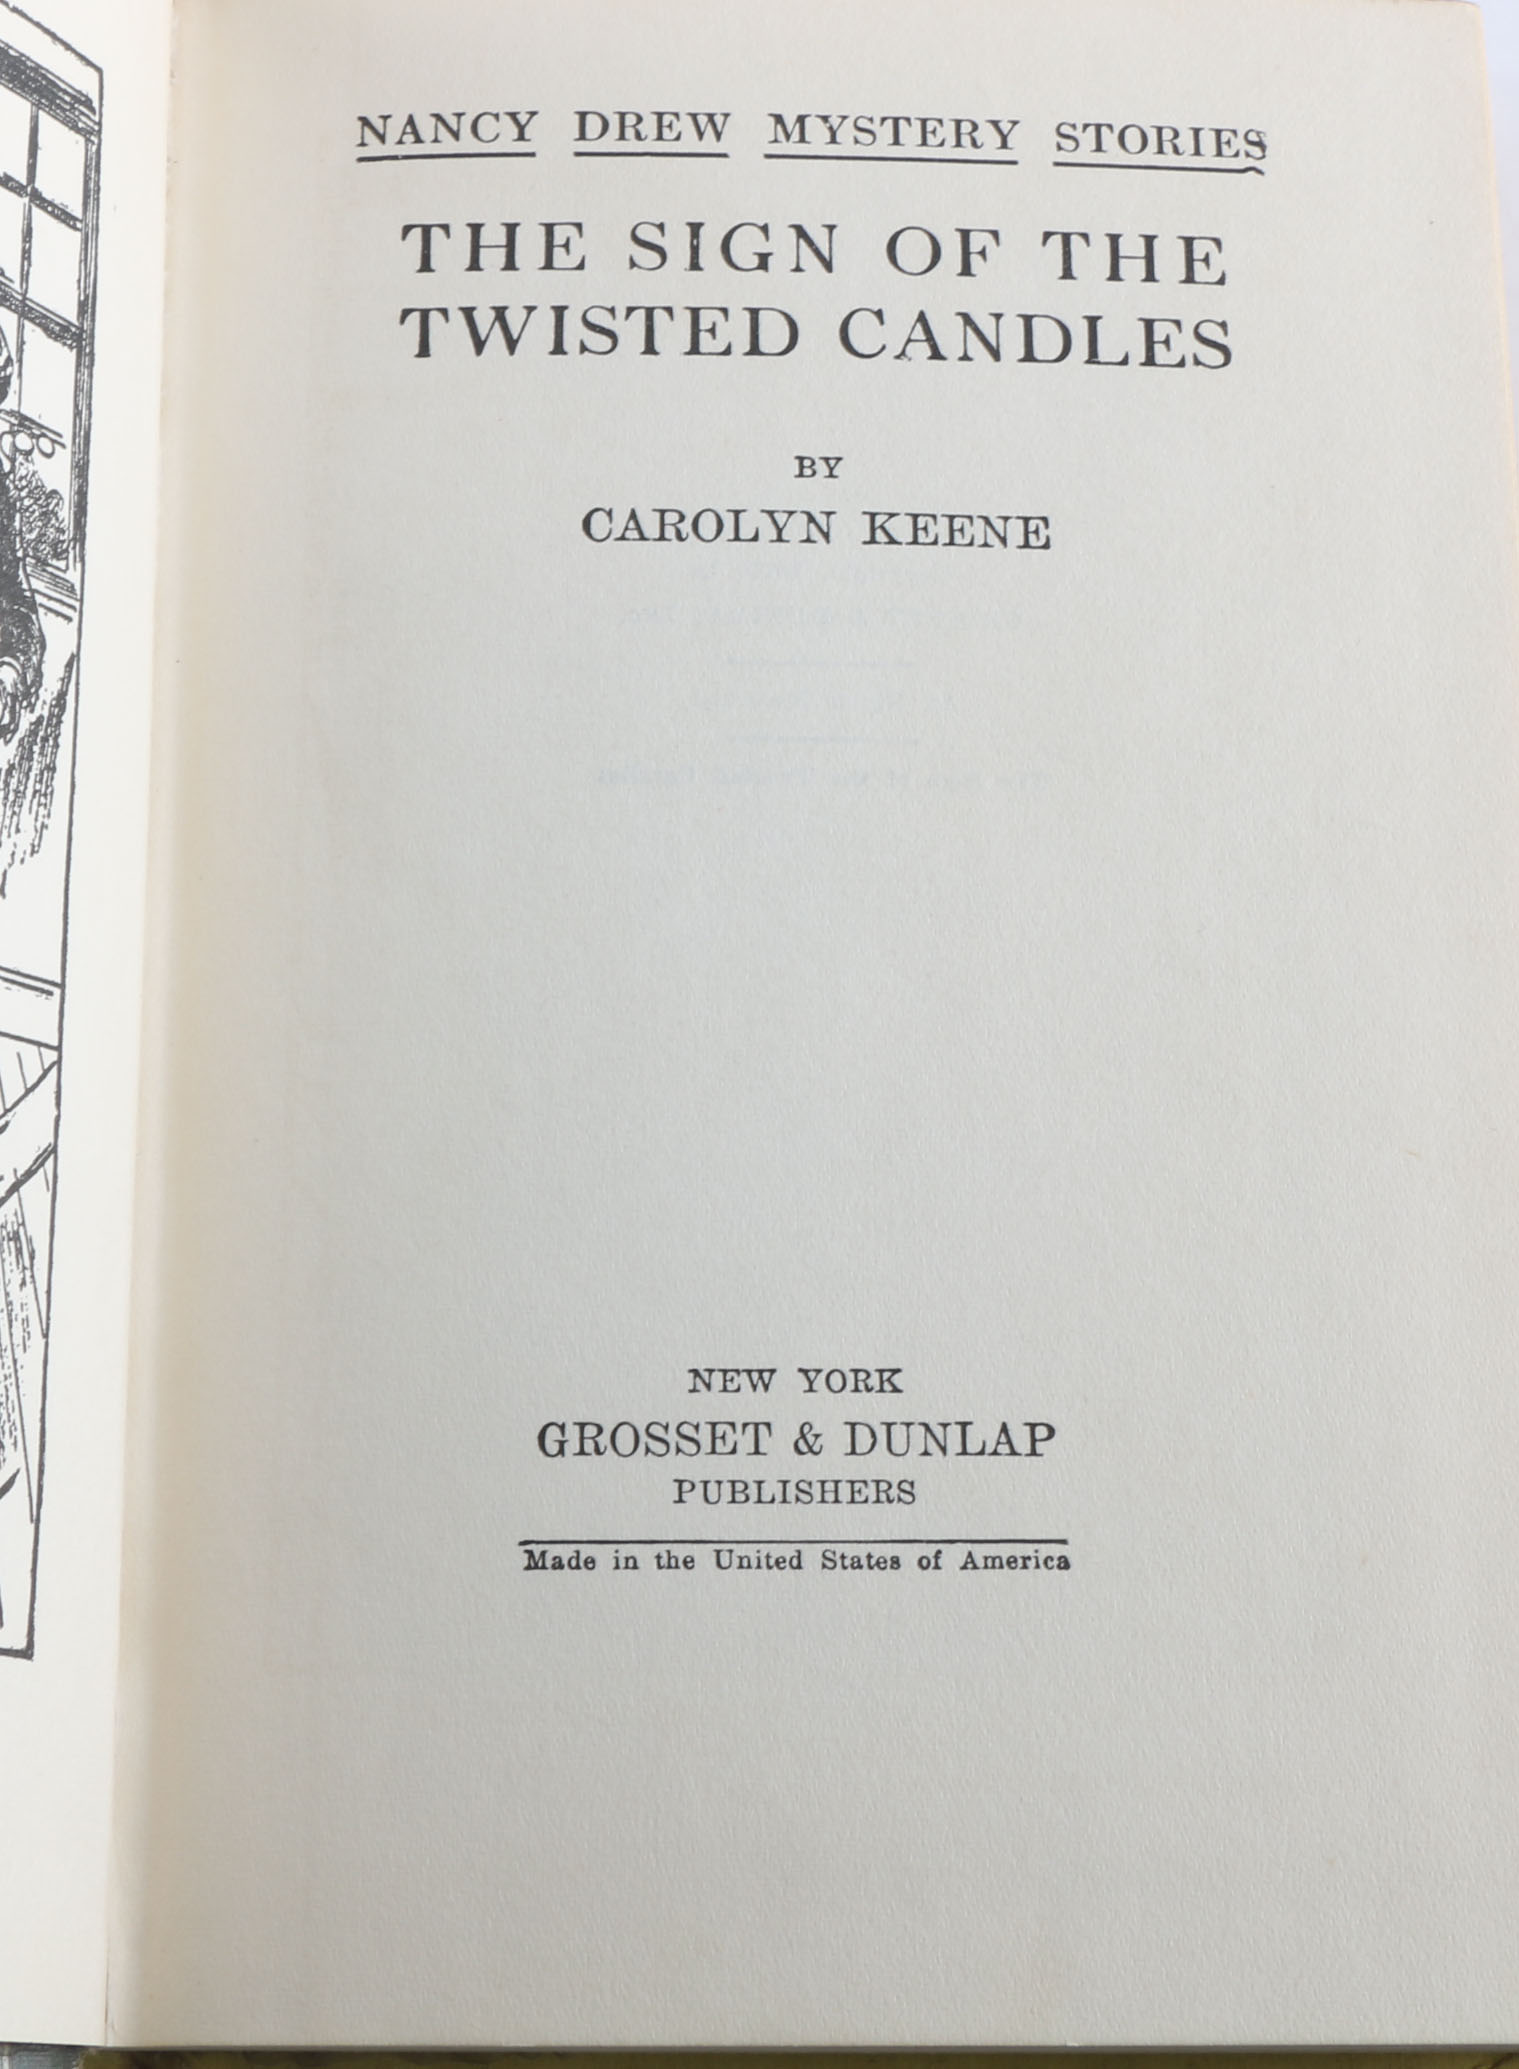 NANCY DREW MYSTERY STORIES
THE SIGN OF THE
TWISTED CANDLES
BY
CAROLYN KEENE
NEW YORK
GROSSET & DUNLAP
PUBLISHERS
Made in the United States of America